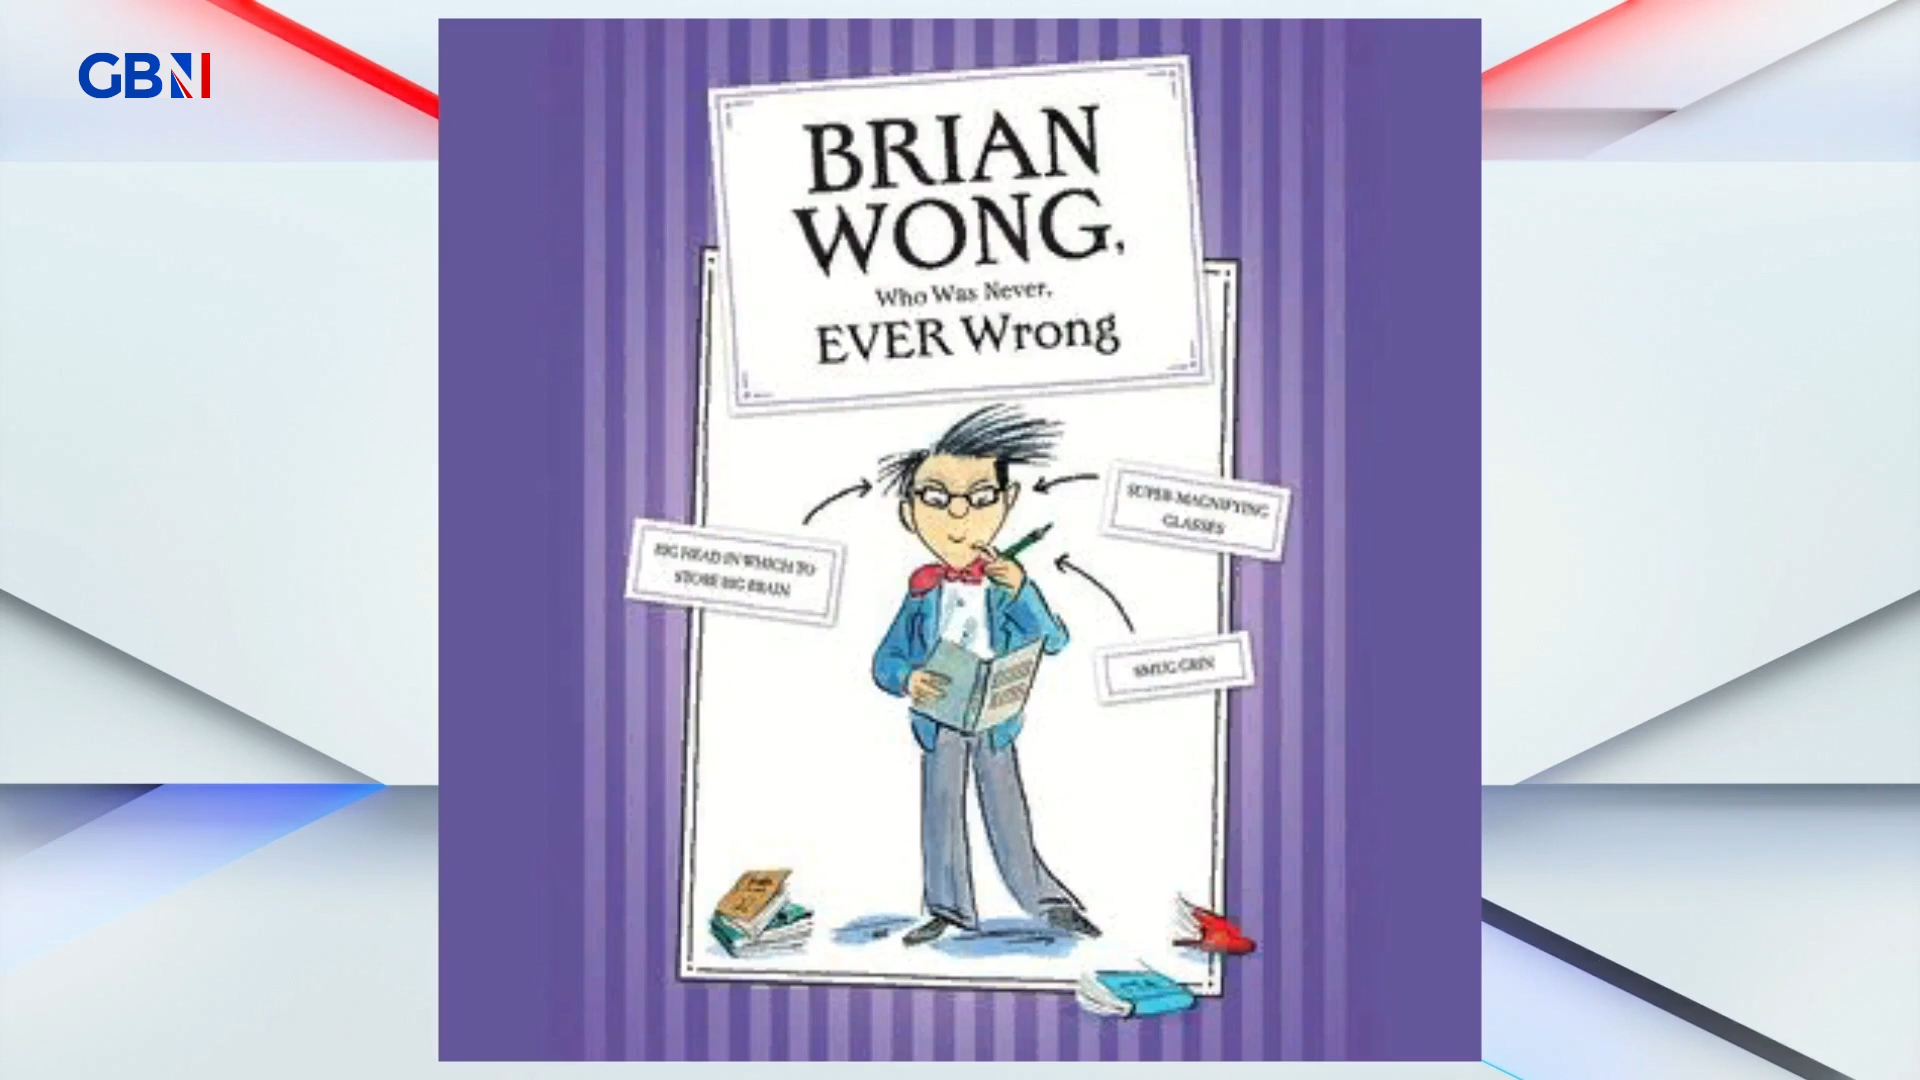 GBN
BRIAN
WONG,
Who Was Never,
EVER Wrong
SUPER-MAGNIFYING
GLASSES
BIG HEAD IN WHICH TO
STORE BIG BRAIN
SMUG GRIN